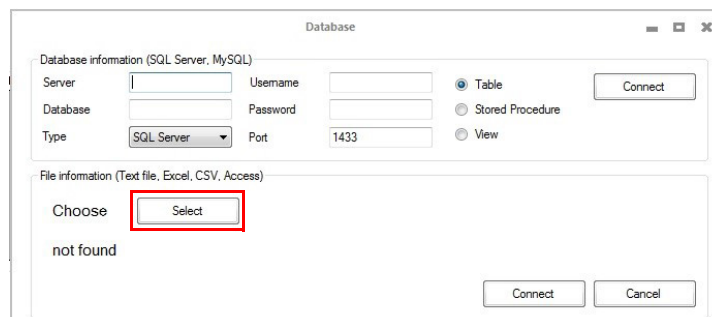 Database
Database information (SQL Server, MySQL)
Server Username Table Connect
Database Password Stored Procedure
Type SQL Server Port 1433 View
File information (Text file, Excel, CSV, Access)
Choose Select
not found
Connect Cancel